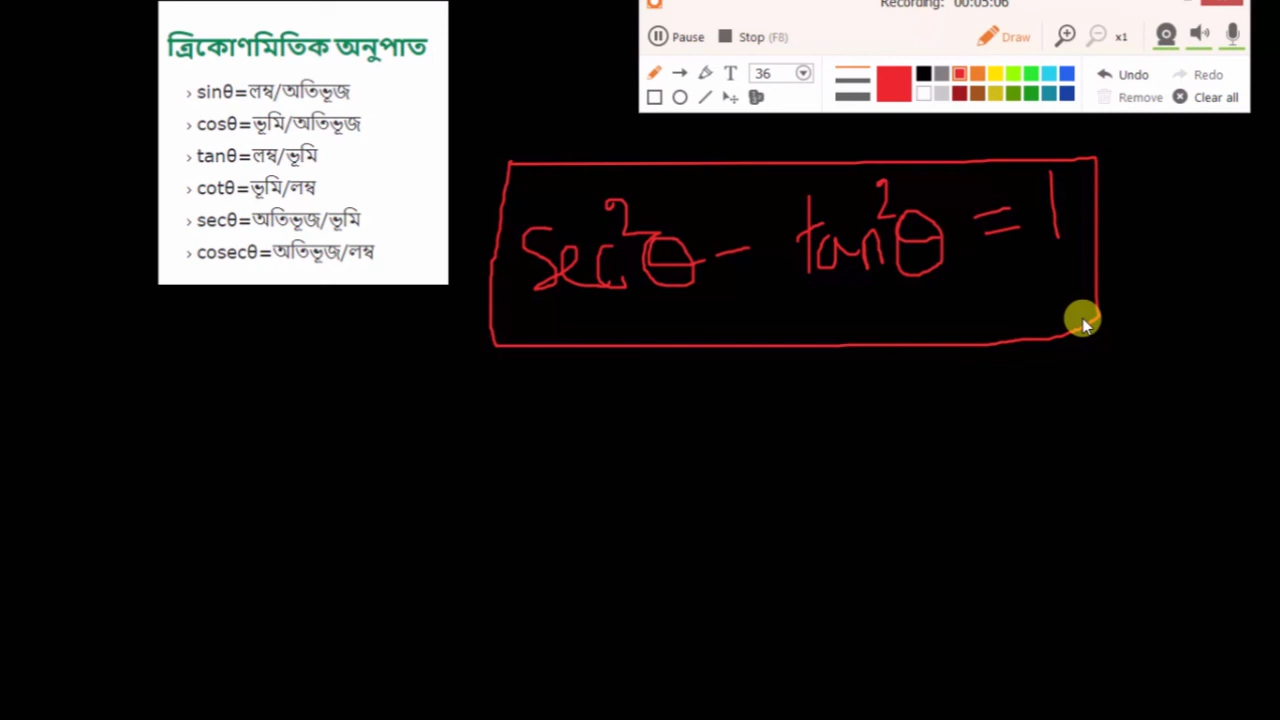 ত্রিকোণমিতিক অনুপাত
› sinθ=লম্ব/অতিভূজ
› cosθ=ভূমি/অতিভূজ
› tanθ=লম্ব/ভূমি
› cotθ=ভূমি/লম্ব
› secθ=অতিভূজ/ভূমি
› cosecθ=অতিভূজ/লম্ব
Recording: 00:05:06
Pause Stop (F8) Draw x1
T 36 Undo Redo
Remove Clear all
sec²θ - tan²θ = 1